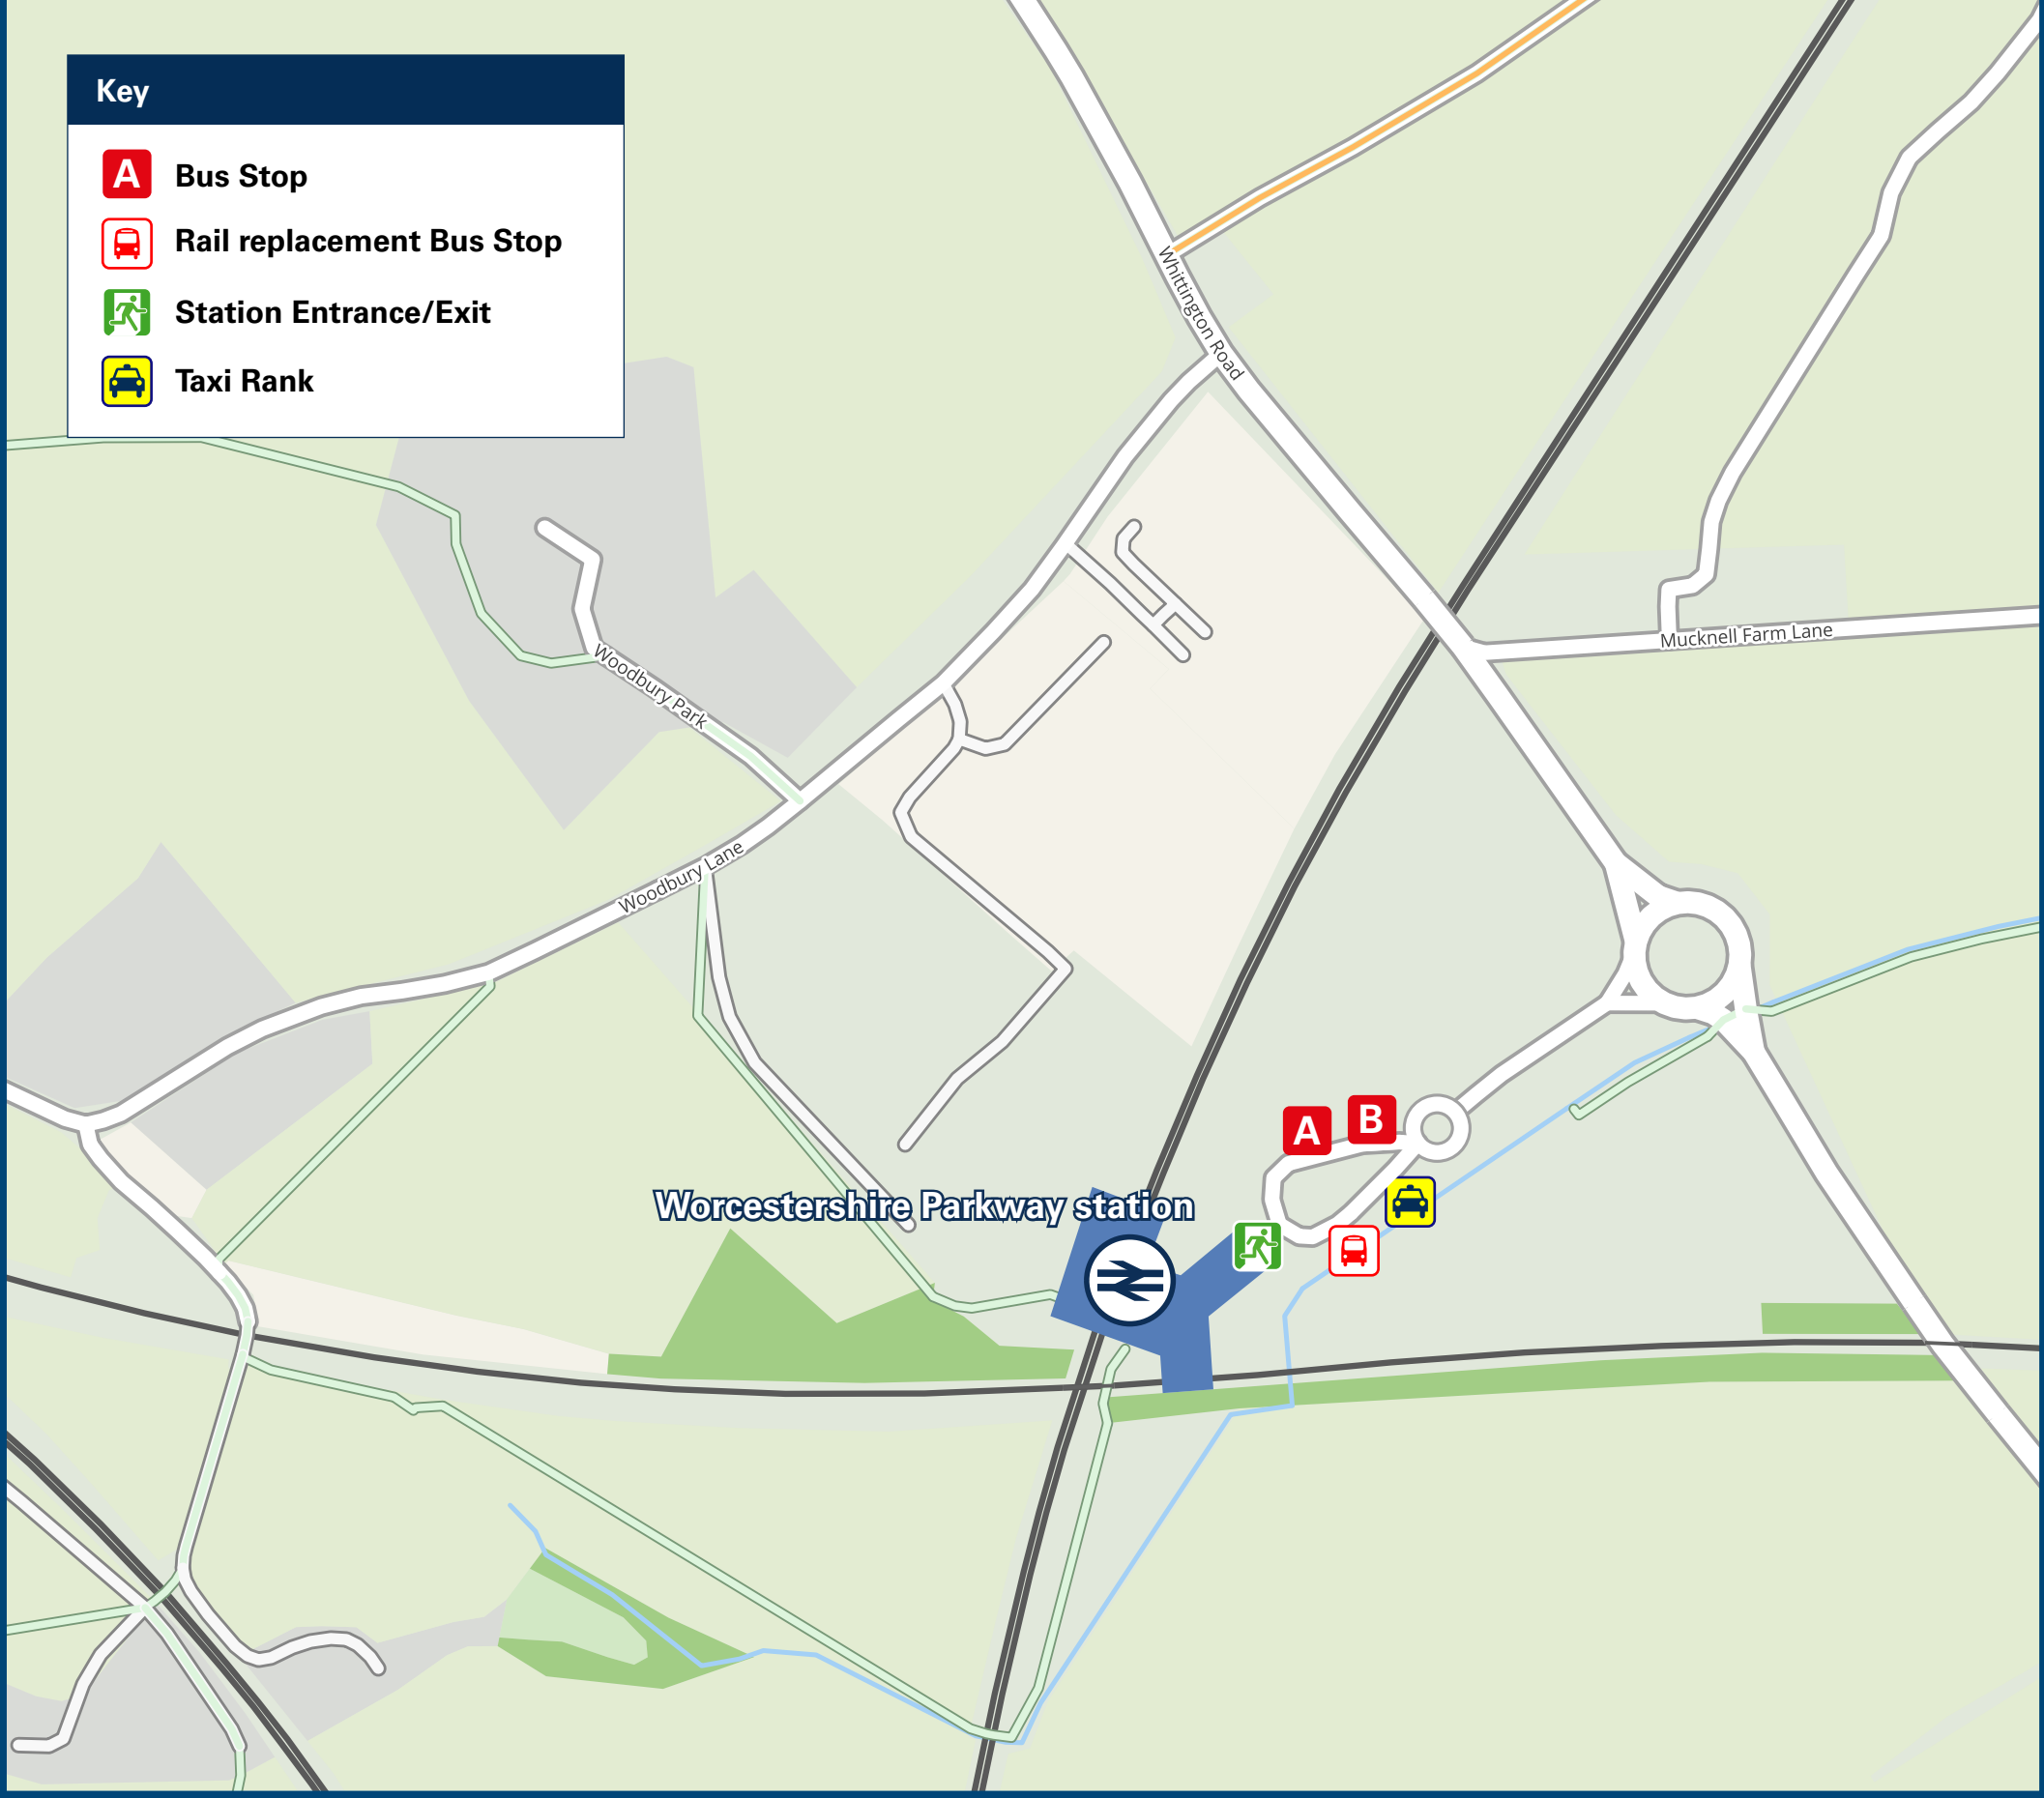 Key
A Bus Stop
Rail replacement Bus Stop
Station Entrance/Exit
Taxi Rank
Whittington Road
Mucknell Farm Lane
Woodbury Park
Woodbury Lane
A
B
Worcestershire Parkway station